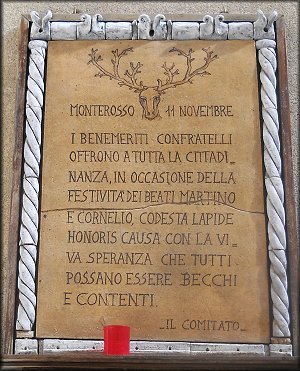 MONTEROSSO 11 NOVEMBRE
I BENEMERITI CONFRATELLI
OFFRONO A TUTTA LA CITTADI_
NANZA, IN OCCASIONE DELLA
FESTIVITA' DEI BEATI MARTINO
E CORNELIO, CODESTA LAPIDE
HONORIS CAUSA CON LA VI_
VA SPERANZA CHE TUTTI
POSSANO ESSERE BECCHI
E CONTENTI.
_IL COMITATO_